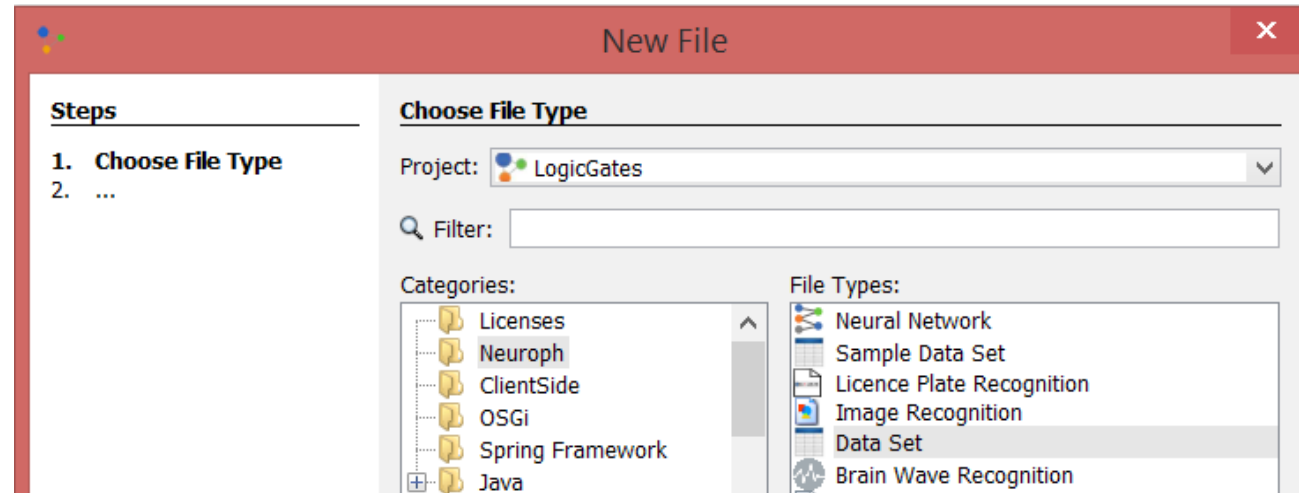 New File
Steps
1. Choose File Type
2. ...
Choose File Type
Project: LogicGates
Filter:
Categories:
Licenses
Neuroph
ClientSide
OSGi
Spring Framework
Java
File Types:
Neural Network
Sample Data Set
Licence Plate Recognition
Image Recognition
Data Set
Brain Wave Recognition